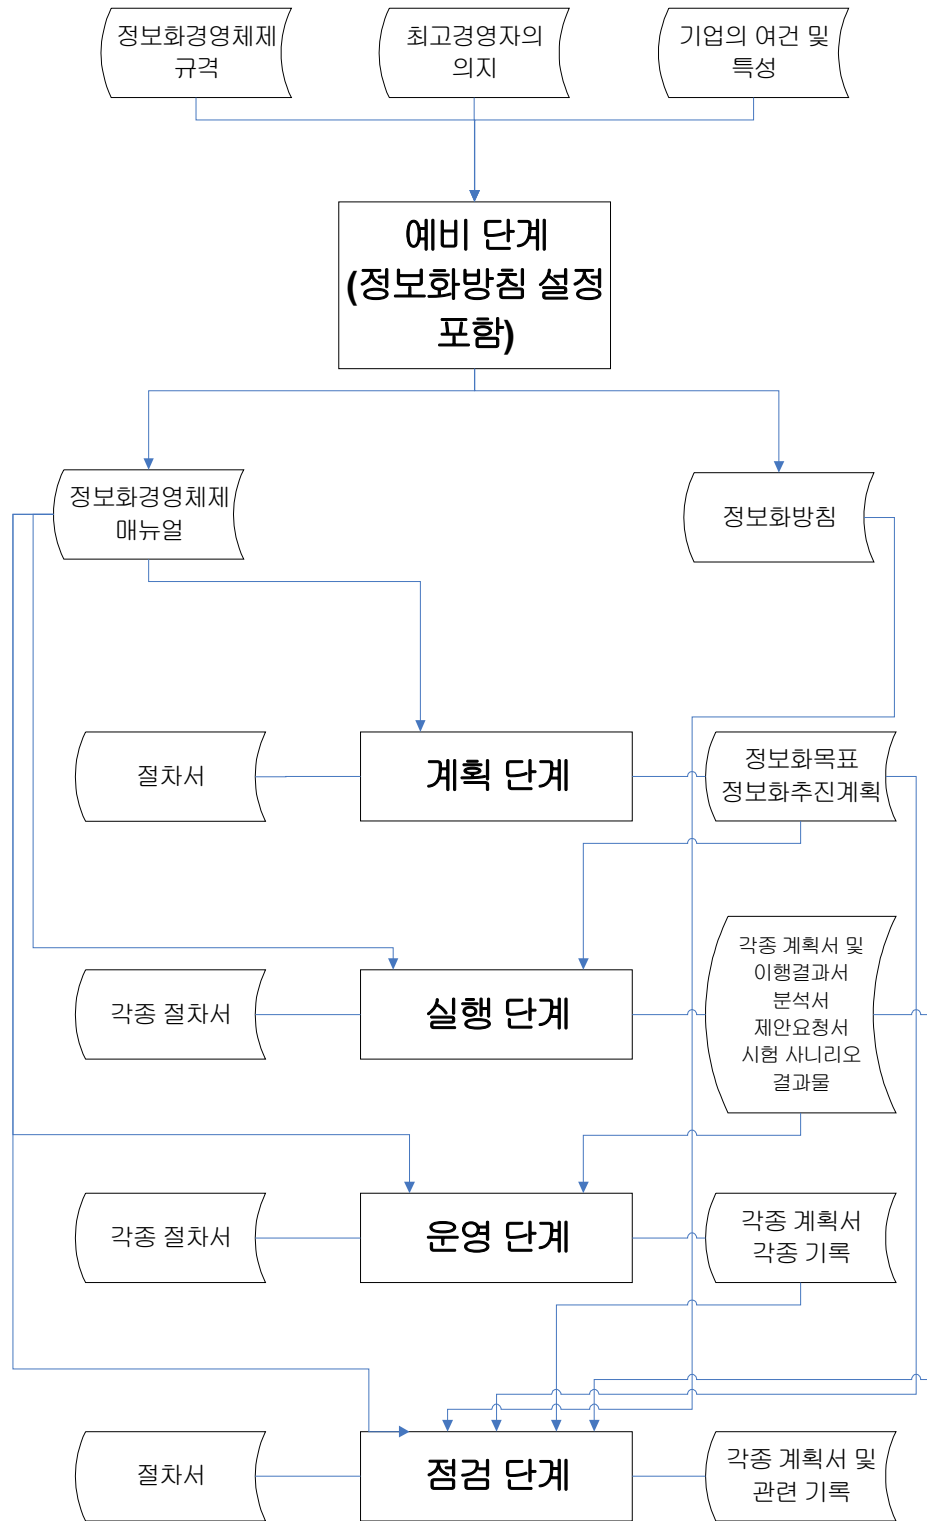 정보화경영체제
규격
최고경영자의
의지
기업의 여건 및
특성
예비 단계
(정보화방침 설정
포함)
정보화경영체제
매뉴얼
정보화방침
절차서
계획 단계
정보화목표
정보화추진계획
각종 절차서
실행 단계
각종 계획서 및
이행결과서
분석서
제안요청서
시험 사니리오
결과물
각종 절차서
운영 단계
각종 계획서
각종 기록
절차서
점검 단계
각종 계획서 및
관련 기록